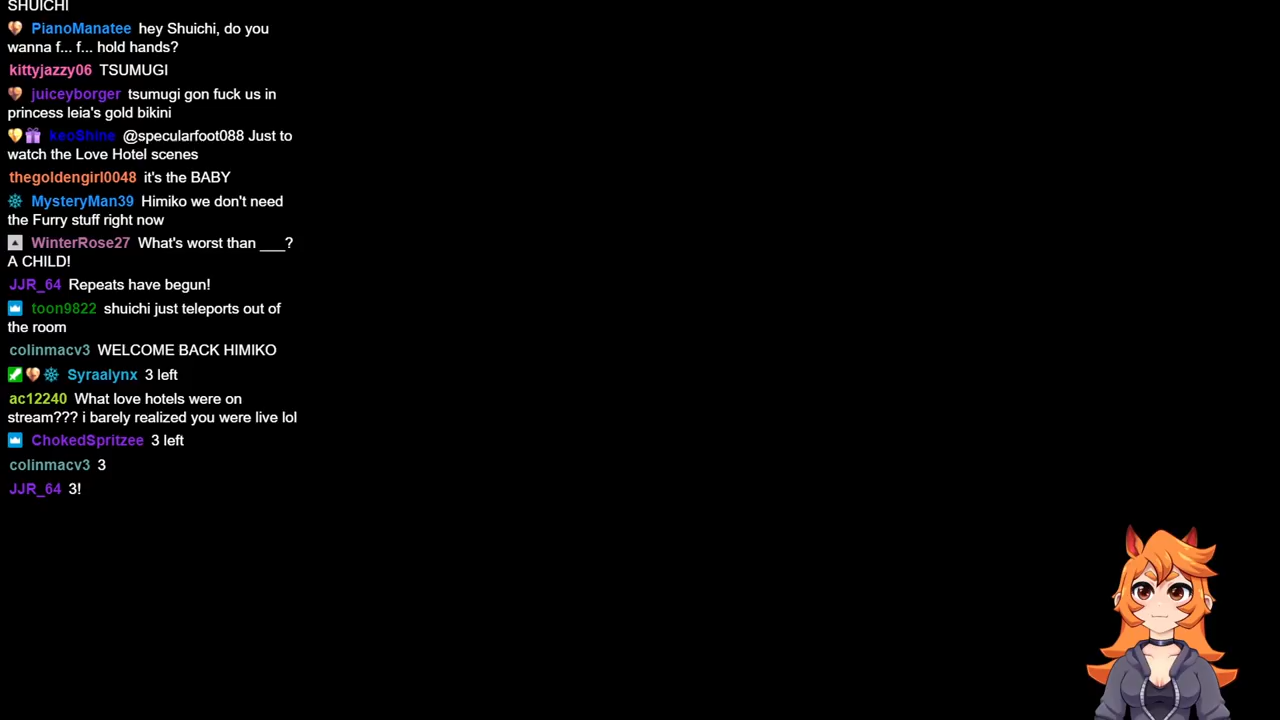 SHUICHI
PianoManatee hey Shuichi, do you
wanna f... f... hold hands?
kittyjazzy06 TSUMUGI
juiceyborger tsumugi gon fuck us in
princess leia's gold bikini
keoShine @specularfoot088 Just to
watch the Love Hotel scenes
thegoldengirl0048 it's the BABY
MysteryMan39 Himiko we don't need
the Furry stuff right now
WinterRose27 What's worst than ___?
A CHILD!
JJR_64 Repeats have begun!
toon9822 shuichi just teleports out of
the room
colinmacv3 WELCOME BACK HIMIKO
Syraalynx 3 left
ac12240 What love hotels were on
stream??? i barely realized you were live lol
ChokedSpritzee 3 left
colinmacv3 3
JJR_64 3!